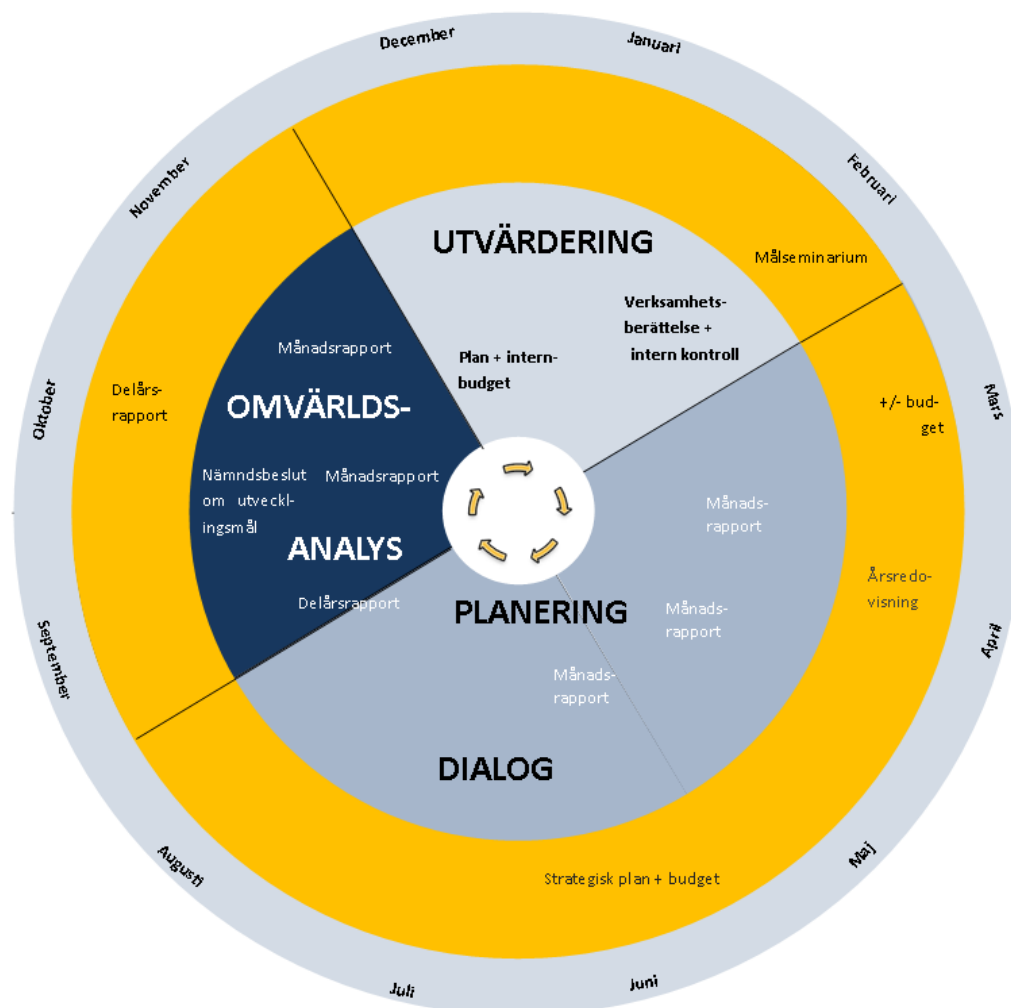 December
Januari
Februari
Mars
April
Maj
Juni
Juli
Augusti
September
Oktober
November
UTVÄRDERING
Målseminarium
Verksamhets-
berättelse +
intern kontroll
Plan + intern-
budget
Månadsrapport
OMVÄRLDS-
Delårs-
rapport
Nämndsbeslut
om utveckl-
ingsmål
Månadsrapport
ANALYS
Delårsrapport
+/- bud-
get
Månads-
rapport
Årsredo-
visning
PLANERING
Månads-
rapport
Månads-
rapport
DIALOG
Strategisk plan + budget